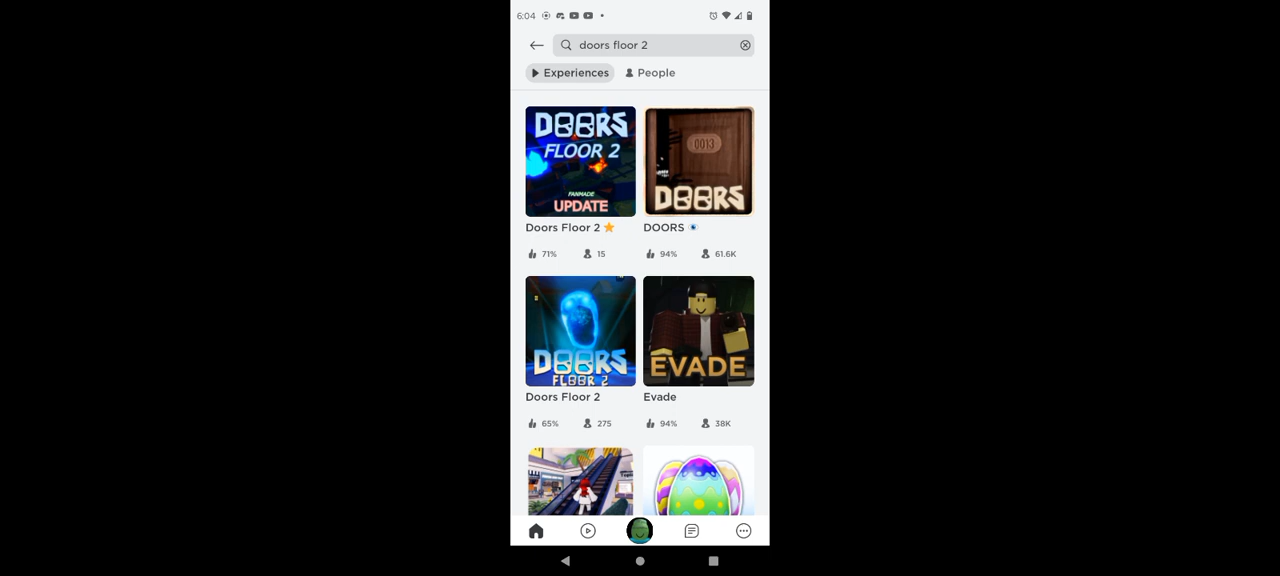 6:04
doors floor 2
Experiences People
DOORS
FLOOR 2
FANMADE
UPDATE
0013
DOORS
Doors Floor 2
DOORS
71% 15 94% 61.6K
DOORS
FLOOR 2
EVADE
Doors Floor 2 Evade
65% 275 94% 38K